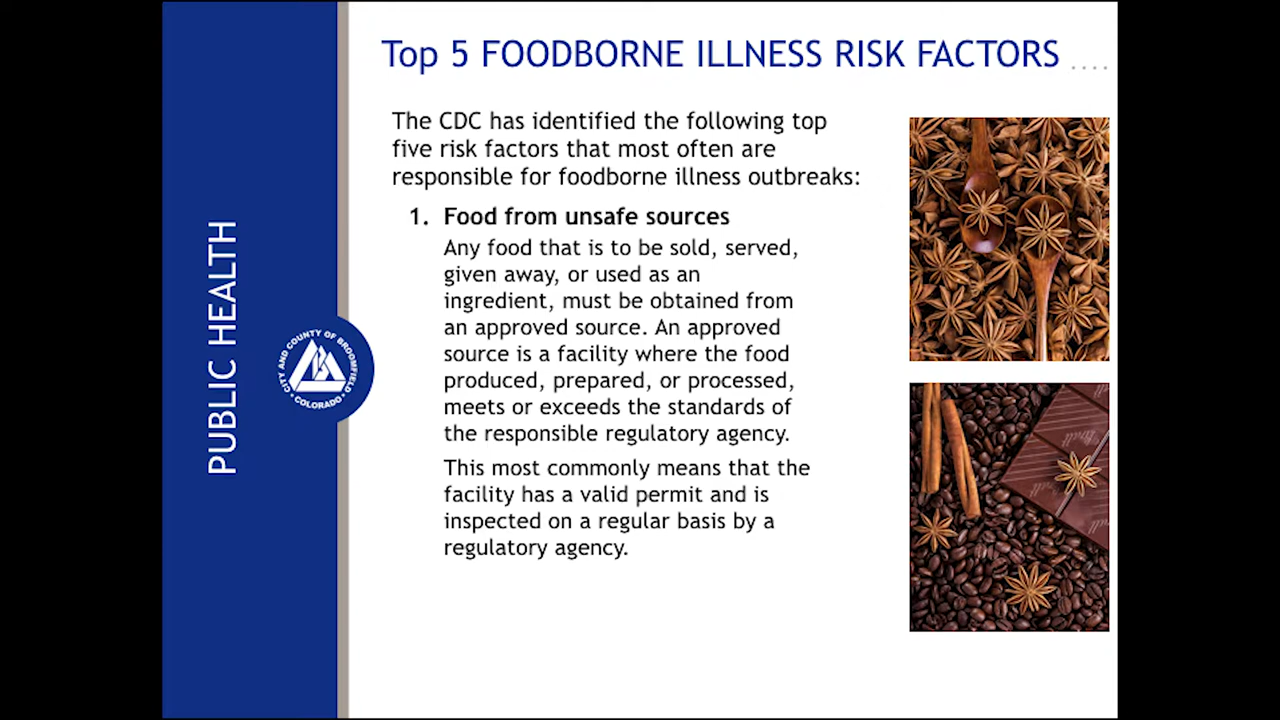 Top 5 FOODBORNE ILLNESS RISK FACTORS ....
The CDC has identified the following top
five risk factors that most often are
responsible for foodborne illness outbreaks:
1. Food from unsafe sources
Any food that is to be sold, served,
given away, or used as an
ingredient, must be obtained from
an approved source. An approved
source is a facility where the food
produced, prepared, or processed,
meets or exceeds the standards of
the responsible regulatory agency.
This most commonly means that the
facility has a valid permit and is
inspected on a regular basis by a
regulatory agency.
PUBLIC HEALTH
CITY AND COUNTY OF BROOMFIELD
• COLORADO •